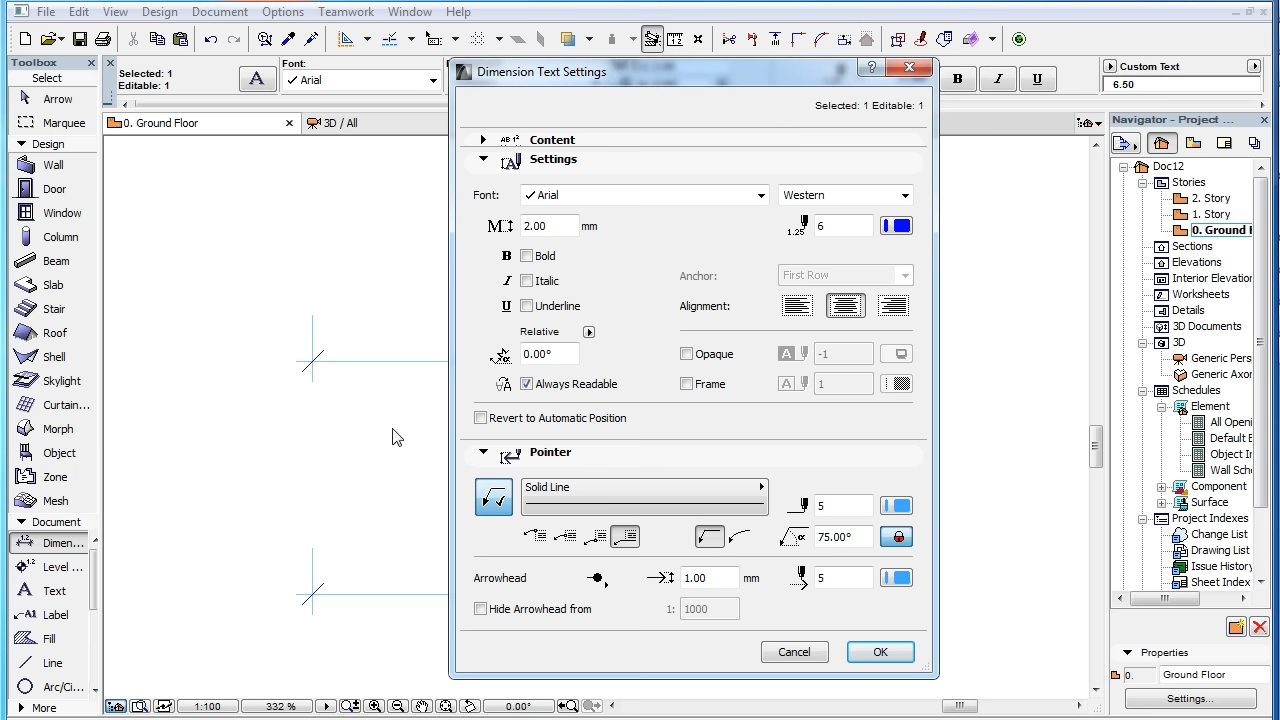 File Edit View Design Document Options Teamwork Window Help
Toolbox
Select
Arrow
Marquee
Design
Wall
Door
Window
Column
Beam
Slab
Stair
Roof
Shell
Skylight
Curtain...
Morph
Object
Zone
Mesh
Document
Dimen...
Level ...
Text
Label
Fill
Line
Arc/Ci...
More
Selected: 1
Editable: 1
A
Font:
Arial
B I U
Custom Text
6.50
0. Ground Floor
3D / All
Dimension Text Settings
Selected: 1 Editable: 1
Content
Settings
Font: Arial Western
2.00 mm
1.25 6
B Bold
I Italic
U Underline
Anchor: First Row
Alignment:
Relative
0.00°
Opaque A -1
Always Readable
Frame A 1
Revert to Automatic Position
Pointer
Solid Line
5
75.00°
Arrowhead 1.00 mm 5
Hide Arrowhead from 1: 1000
Cancel OK
1:100 332 % 0.00°
Navigator - Project ...
Doc12
Stories
2. Story
1. Story
0. Ground F
Sections
Elevations
Interior Elevation
Worksheets
Details
3D Documents
3D
Generic Pers
Generic Axon
Schedules
Element
All Openi
Default E
Object In
Wall Sche
Component
Surface
Project Indexes
Change List
Drawing List
Issue History
Sheet Index
Properties
0. Ground Floor
Settings...